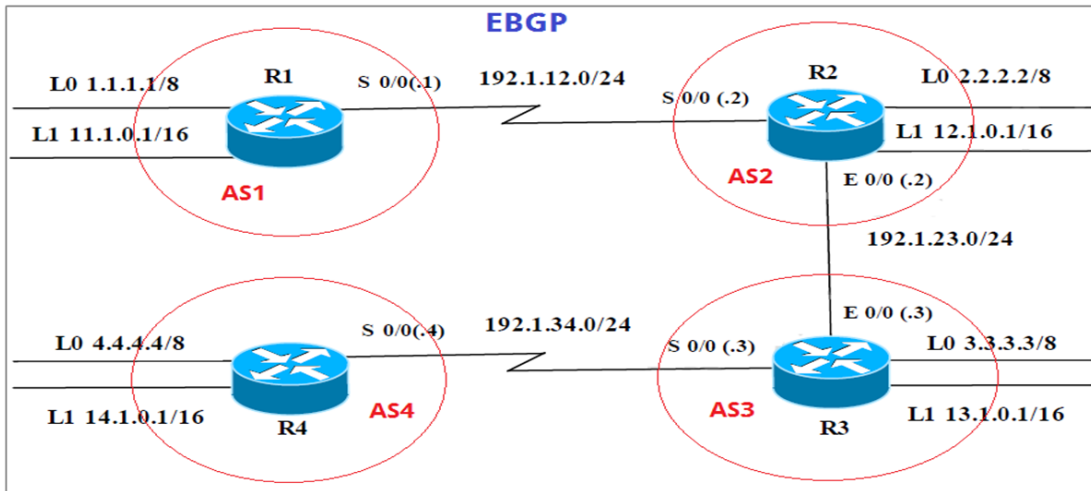 EBGP
L0 1.1.1.1/8
R1
S 0/0(.1)
192.1.12.0/24
L1 11.1.0.1/16
AS1
R2
L0 2.2.2.2/8
S 0/0 (.2)
L1 12.1.0.1/16
AS2
E 0/0 (.2)
192.1.23.0/24
L0 4.4.4.4/8
S 0/0(.4)
192.1.34.0/24
L1 14.1.0.1/16
AS4
R4
E 0/0 (.3)
S 0/0 (.3)
L0 3.3.3.3/8
AS3
L1 13.1.0.1/16
R3